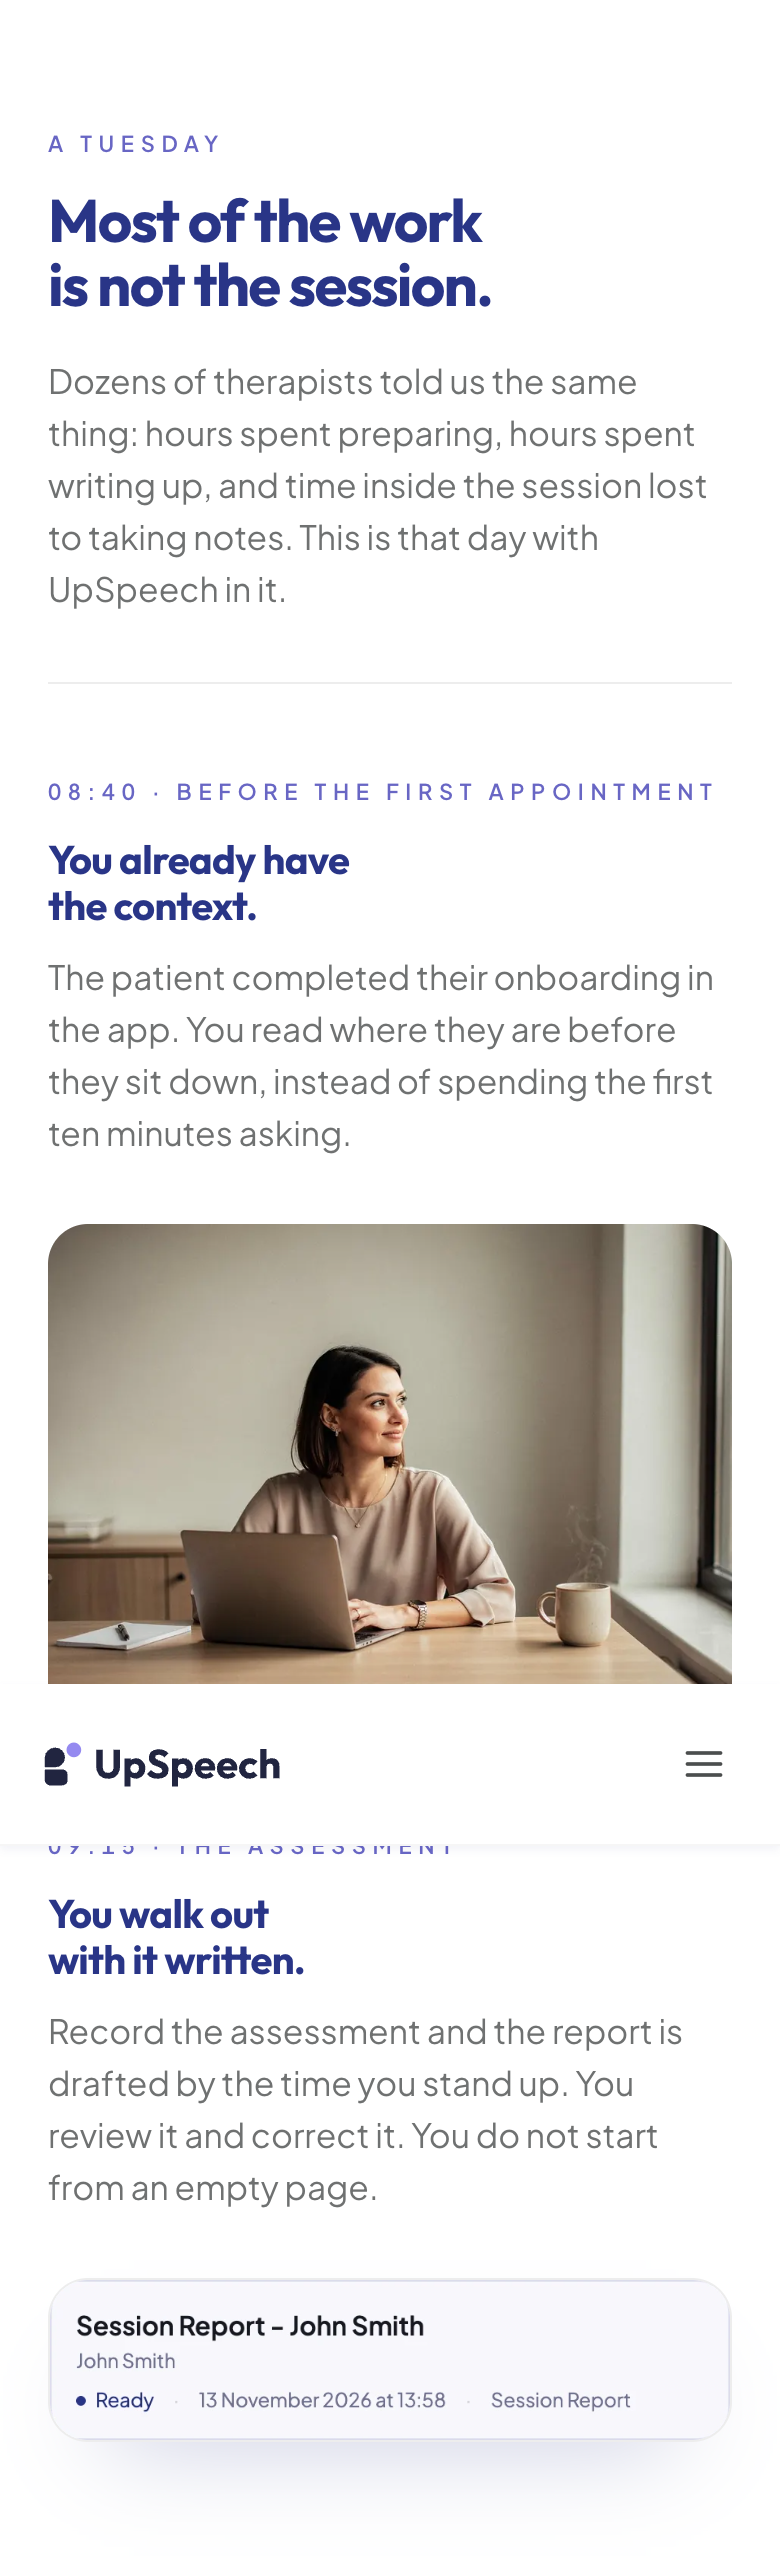 A TUESDAY
Most of the work
is not the session.
Dozens of therapists told us the same
thing: hours spent preparing, hours spent
writing up, and time inside the session lost
to taking notes. This is that day with
UpSpeech in it.
08:40 · BEFORE THE FIRST APPOINTMENT
You already have
the context.
The patient completed their onboarding in
the app. You read where they are before
they sit down, instead of spending the first
ten minutes asking.
UpSpeech
09:15 · THE ASSESSMENT
You walk out
with it written.
Record the assessment and the report is
drafted by the time you stand up. You
review it and correct it. You do not start
from an empty page.
Session Report - John Smith
John Smith
Ready · 13 November 2026 at 13:58 · Session Report